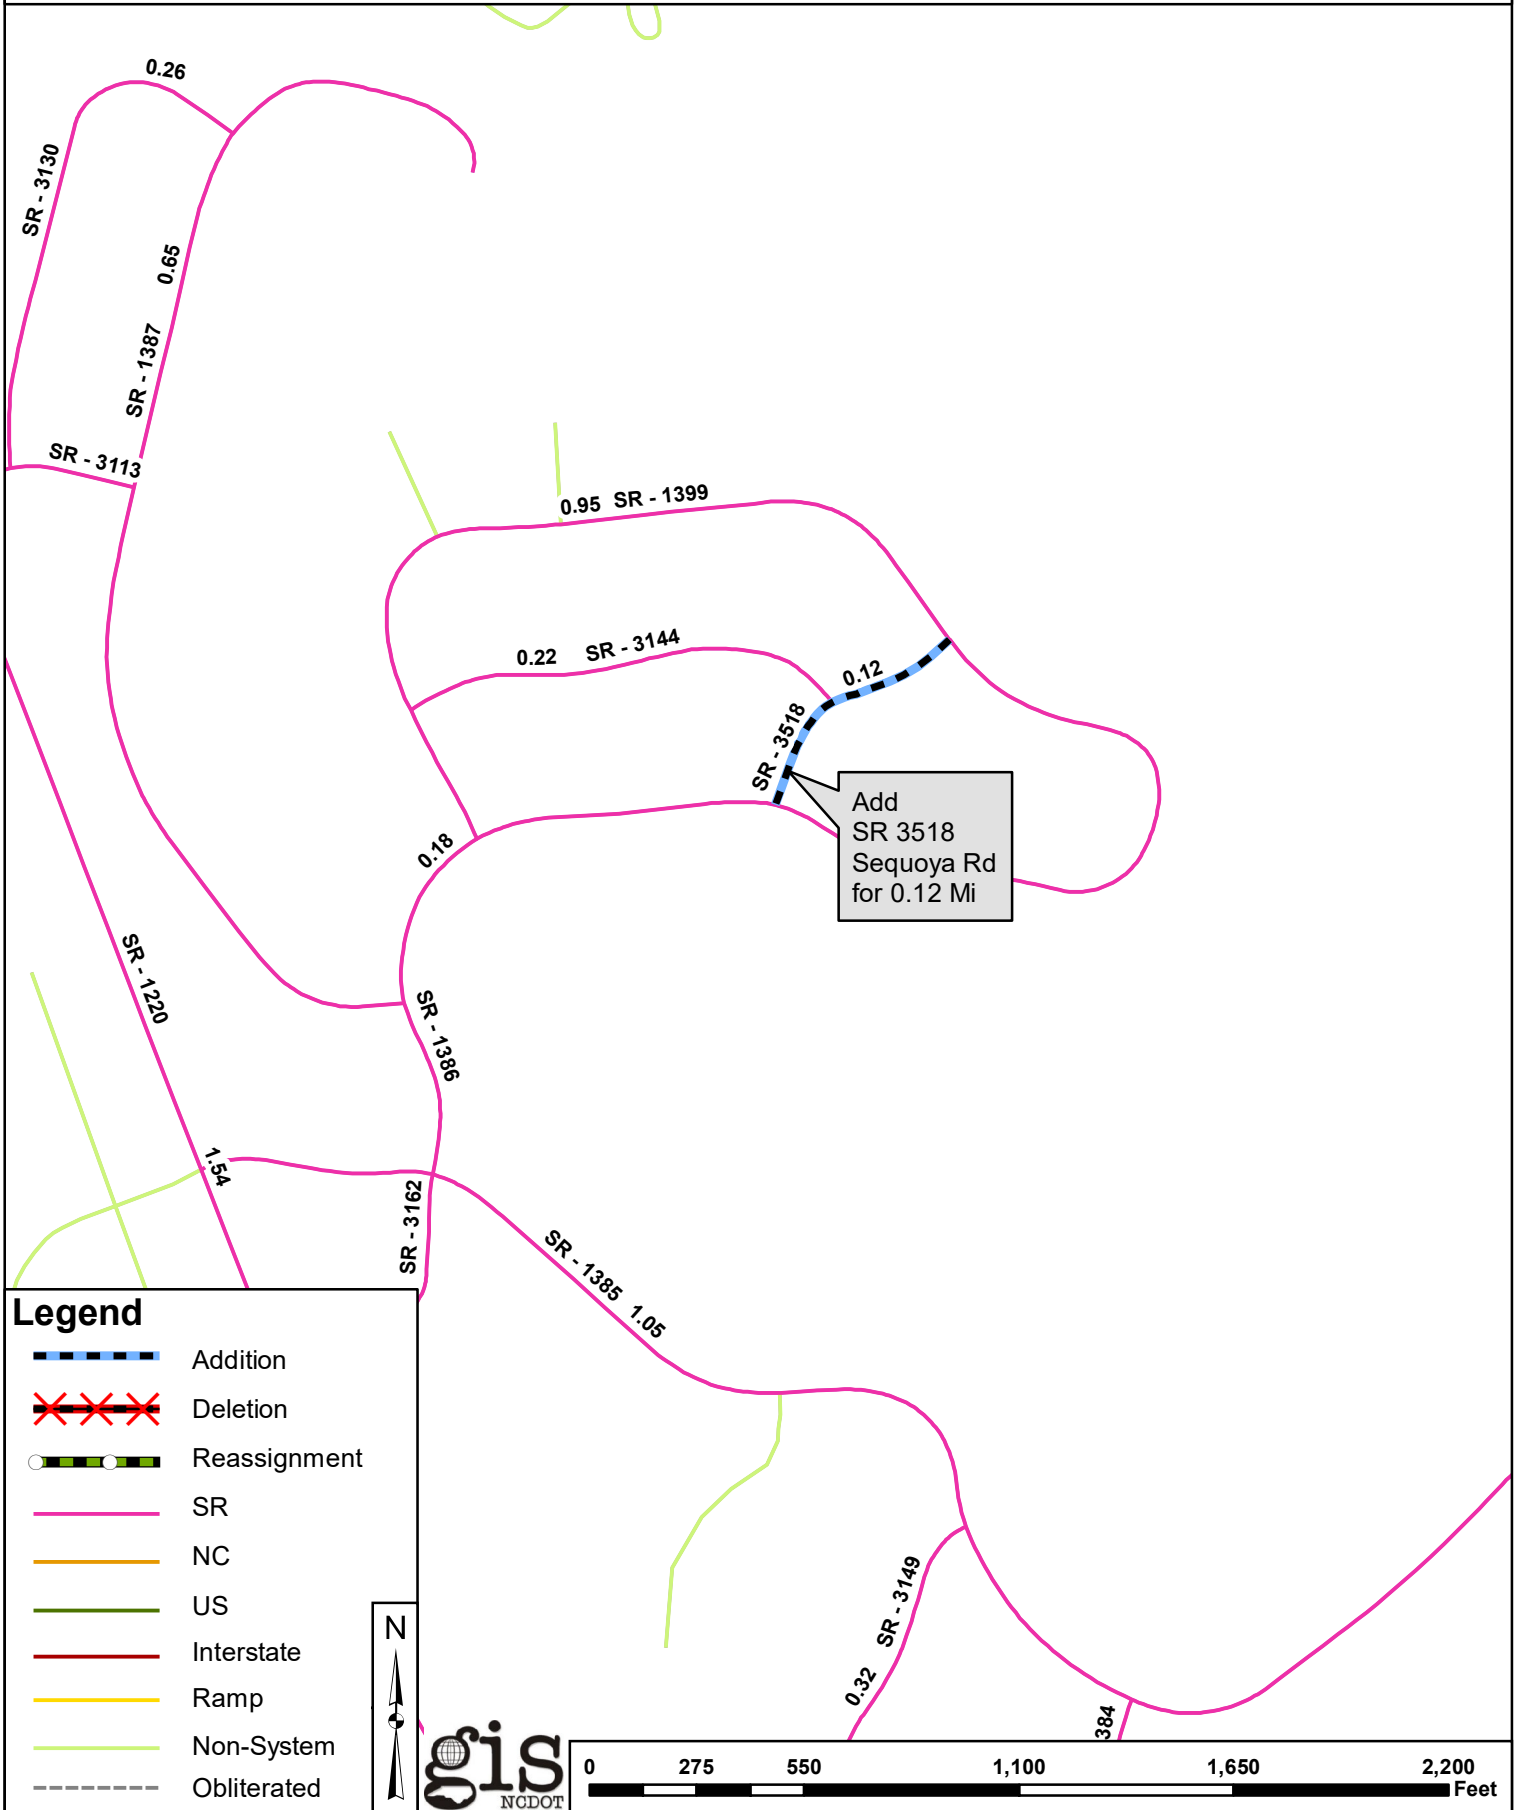 0.26
SR - 3130
0.65
SR - 1387
SR - 3113
0.95 SR - 1399
0.22 SR - 3144
0.12
SR - 3518
Add
SR 3518
Sequoya Rd
for 0.12 Mi
0.18
SR - 1220
SR - 1386
1.54
SR - 3162
SR - 1385 1.05
SR - 3149
0.32
384
Legend
Addition
Deletion
Reassignment
SR
NC
US
Interstate
Ramp
Non-System
Obliterated
N
gis
NCDOT
0 275 550 1,100 1,650 2,200
Feet